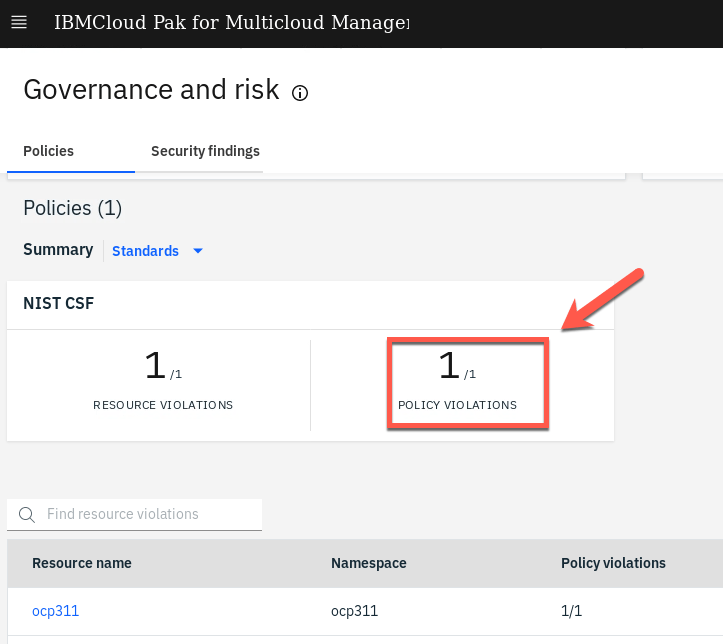 IBMCloud Pak for Multicloud Manager
Governance and risk
Policies Security findings
Policies (1)
Summary Standards
NIST CSF
1 /1 1 /1
RESOURCE VIOLATIONS POLICY VIOLATIONS
Find resource violations
Resource name Namespace Policy violations
ocp311 ocp311 1/1